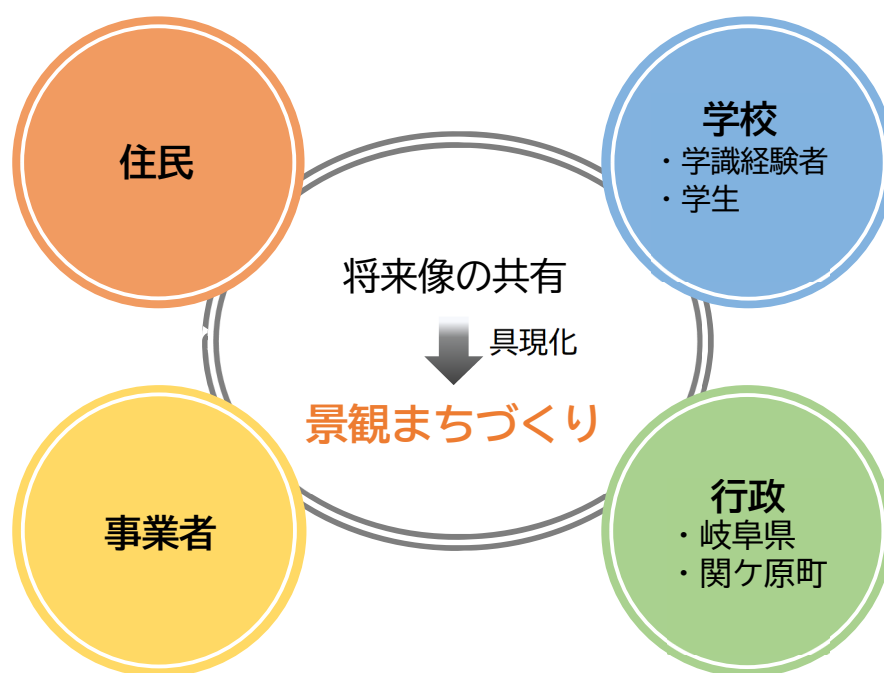 住民
学校
・学識経験者
・学生
将来像の共有
具現化
景観まちづくり
事業者
行政
・岐阜県
・関ケ原町